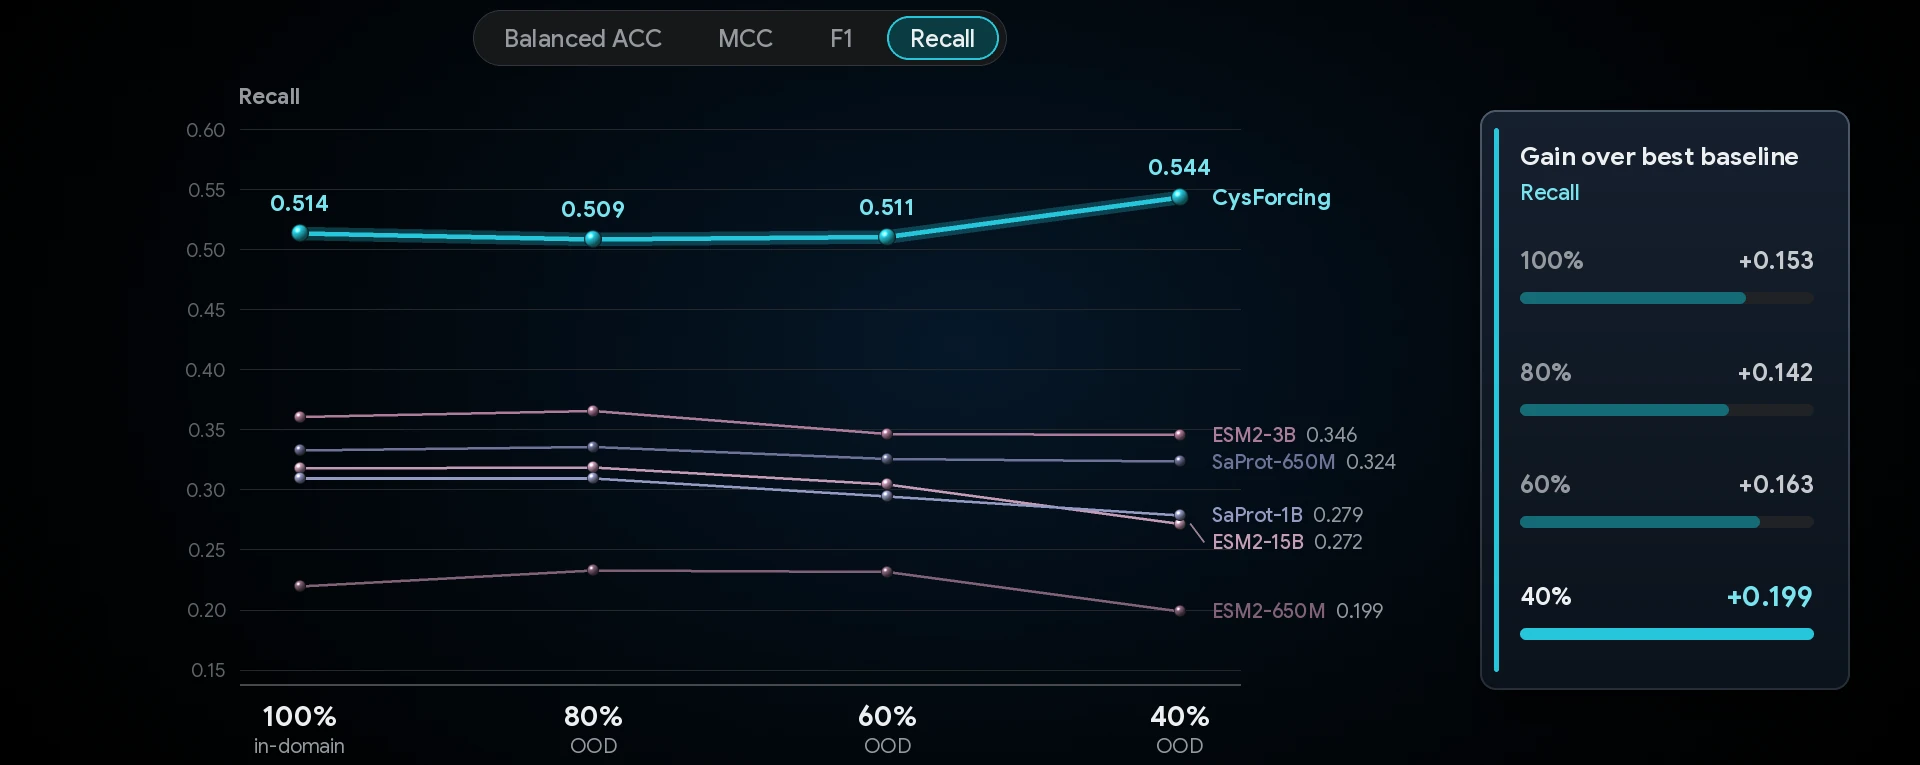 Balanced ACC MCC F1 Recall
Recall
0.60
0.55
0.50
0.45
0.40
0.35
0.30
0.25
0.20
0.15
0.514
0.509
0.511
0.544
CysForcing
ESM2-3B 0.346
SaProt-650M 0.324
SaProt-1B 0.279
ESM2-15B 0.272
ESM2-650M 0.199
100% 80% 60% 40%
in-domain OOD OOD OOD
Gain over best baseline
Recall
100% +0.153
80% +0.142
60% +0.163
40% +0.199